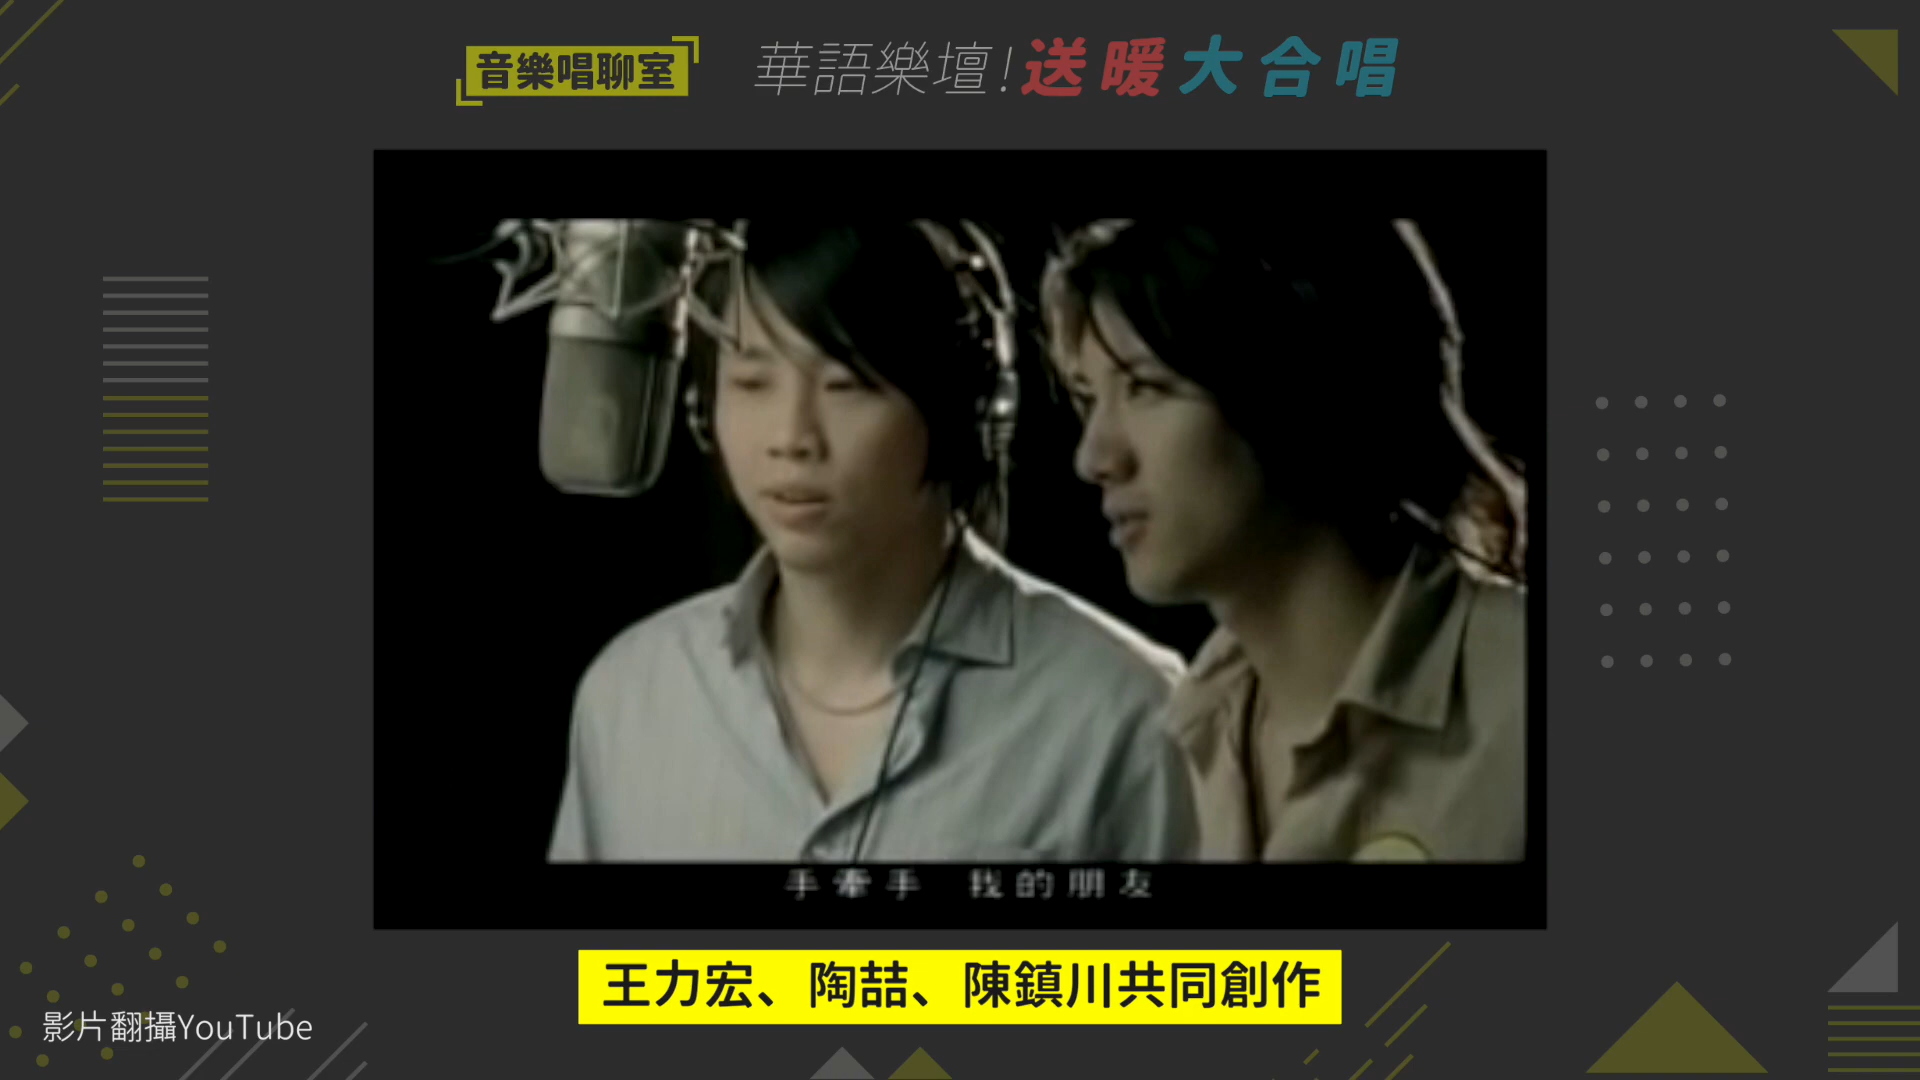 音樂唱聊室
華語樂壇!送暖大合唱
手牽手 我的朋友
王力宏、陶喆、陳鎮川共同創作
影片翻攝YouTube